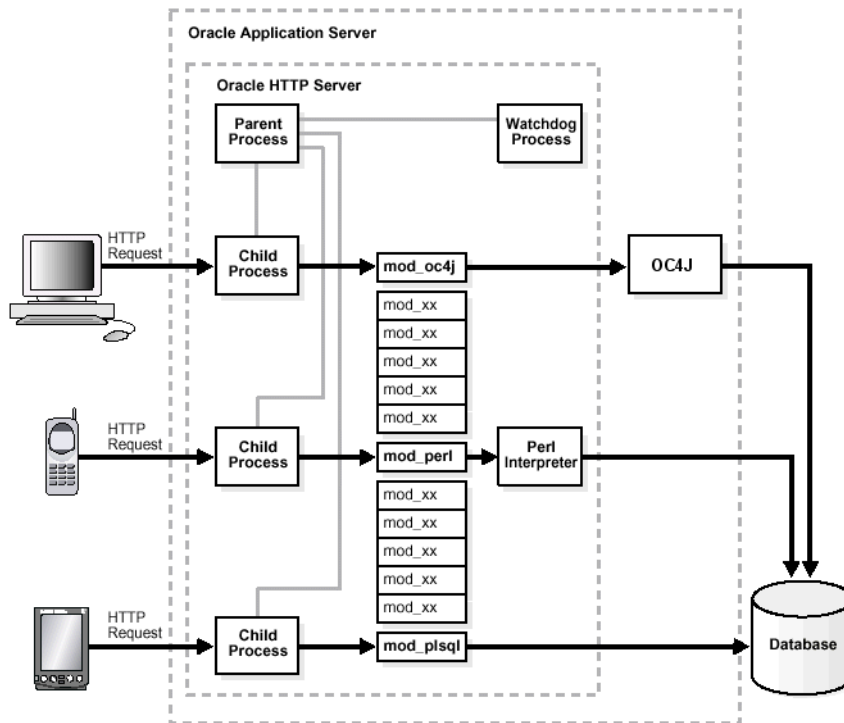 Oracle Application Server
Oracle HTTP Server
Parent
Process
Watchdog
Process
HTTP
Request
Child
Process
mod_oc4j
OC4J
mod_xx
mod_xx
mod_xx
mod_xx
mod_xx
HTTP
Request
Child
Process
mod_perl
Perl
Interpreter
mod_xx
mod_xx
mod_xx
mod_xx
mod_xx
HTTP
Request
Child
Process
mod_plsql
Database